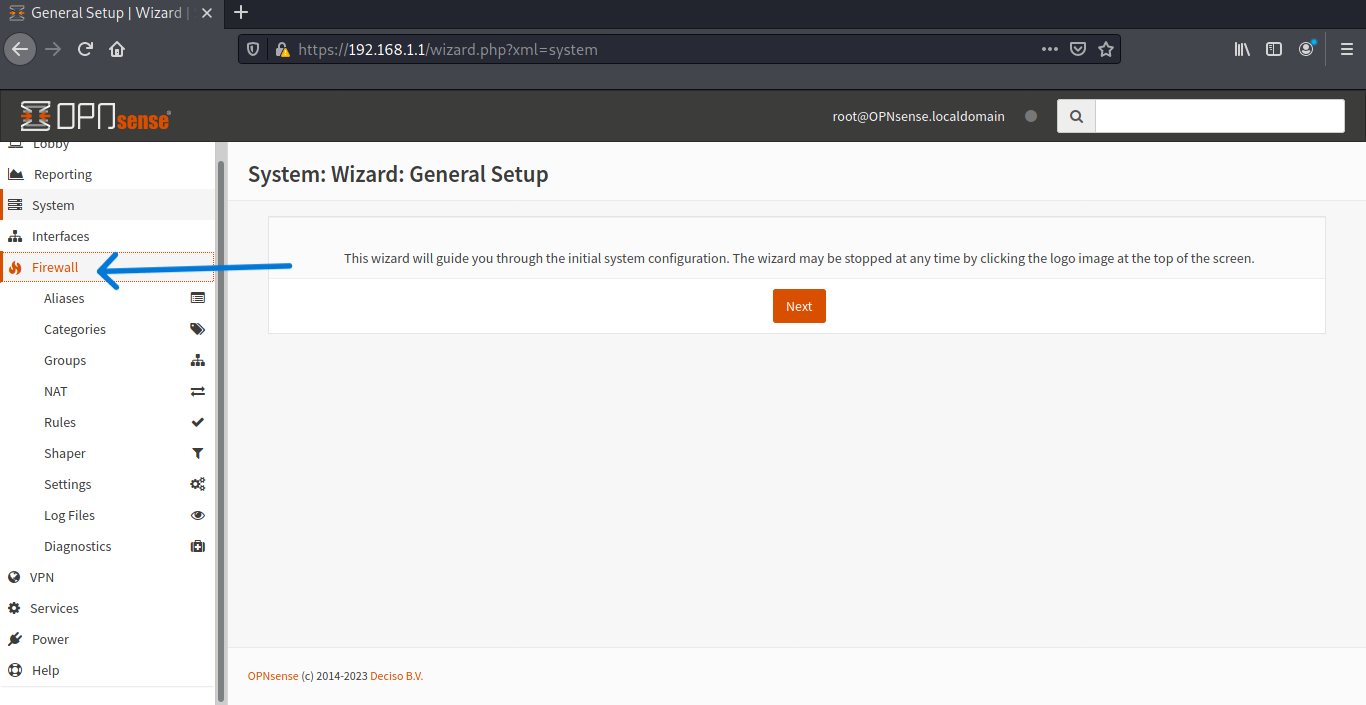 General Setup | Wizard |
https://192.168.1.1/wizard.php?xml=system
OPNsense
root@OPNsense.localdomain
Lobby
Reporting
System
Interfaces
Firewall
Aliases
Categories
Groups
NAT
Rules
Shaper
Settings
Log Files
Diagnostics
VPN
Services
Power
Help
System: Wizard: General Setup
This wizard will guide you through the initial system configuration. The wizard may be stopped at any time by clicking the logo image at the top of the screen.
Next
OPNsense (c) 2014-2023 Deciso B.V.